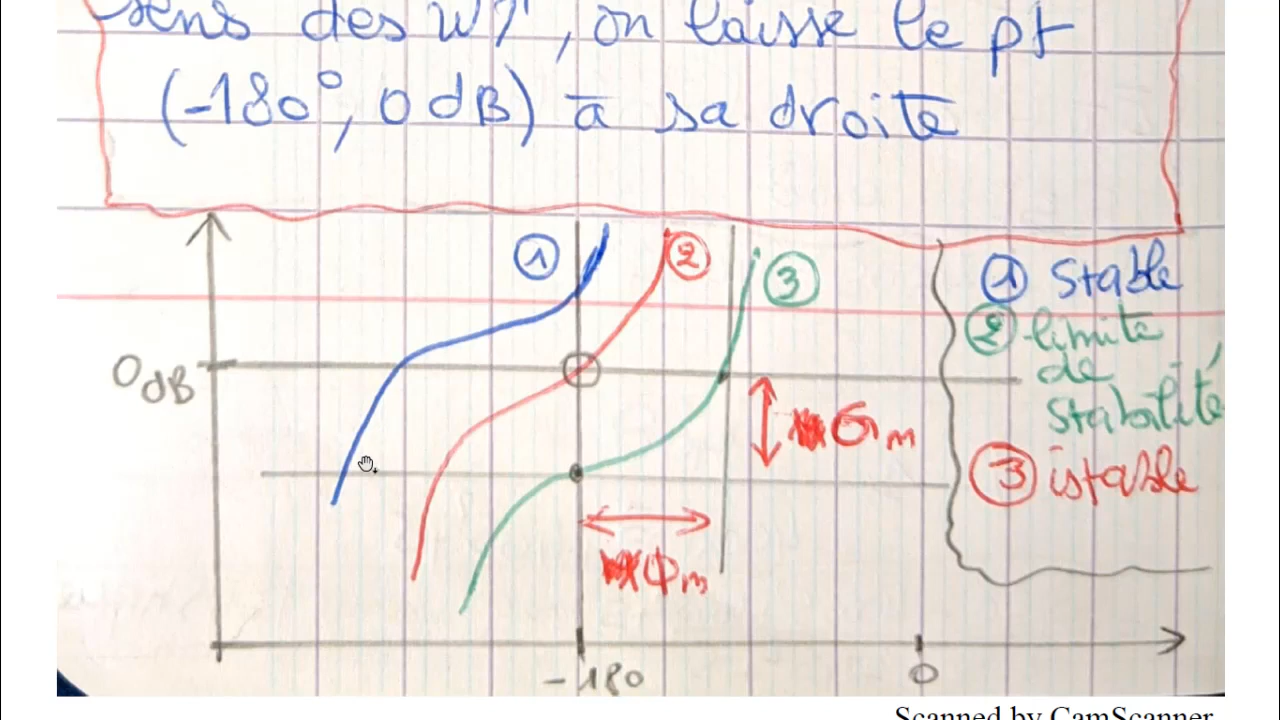 sens des w↗, on laisse le pt
(-180°, 0 dB) à sa droite
① ② ③
① Stable
② limite
de
stabilité
③ istable
0dB
Gm
φm
-180 0
Scanned by CamScanner